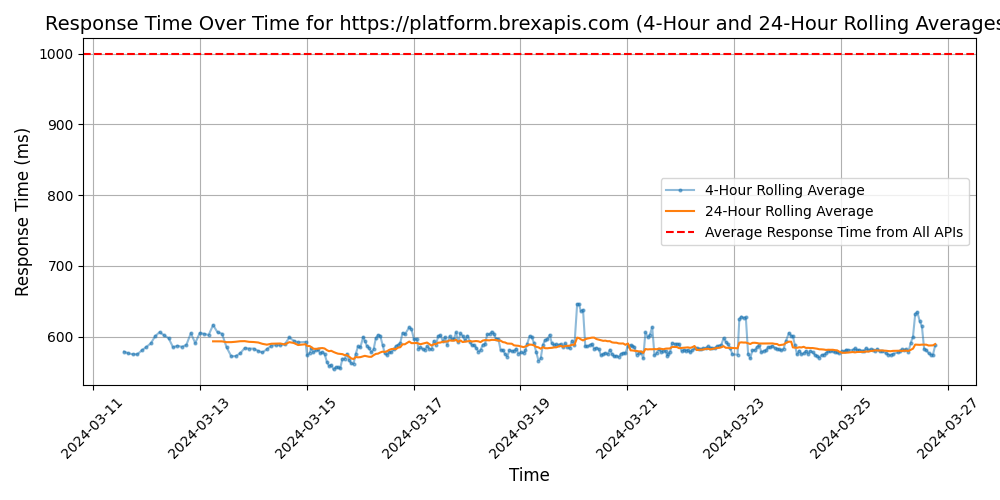 Response Time Over Time for https://platform.brexapis.com (4-Hour and 24-Hour Rolling Averages
1000
900
800
700
600
Response Time (ms)
4-Hour Rolling Average
24-Hour Rolling Average
Average Response Time from All APIs
2024-03-11
2024-03-13
2024-03-15
2024-03-17
2024-03-19
2024-03-21
2024-03-23
2024-03-25
2024-03-27
Time